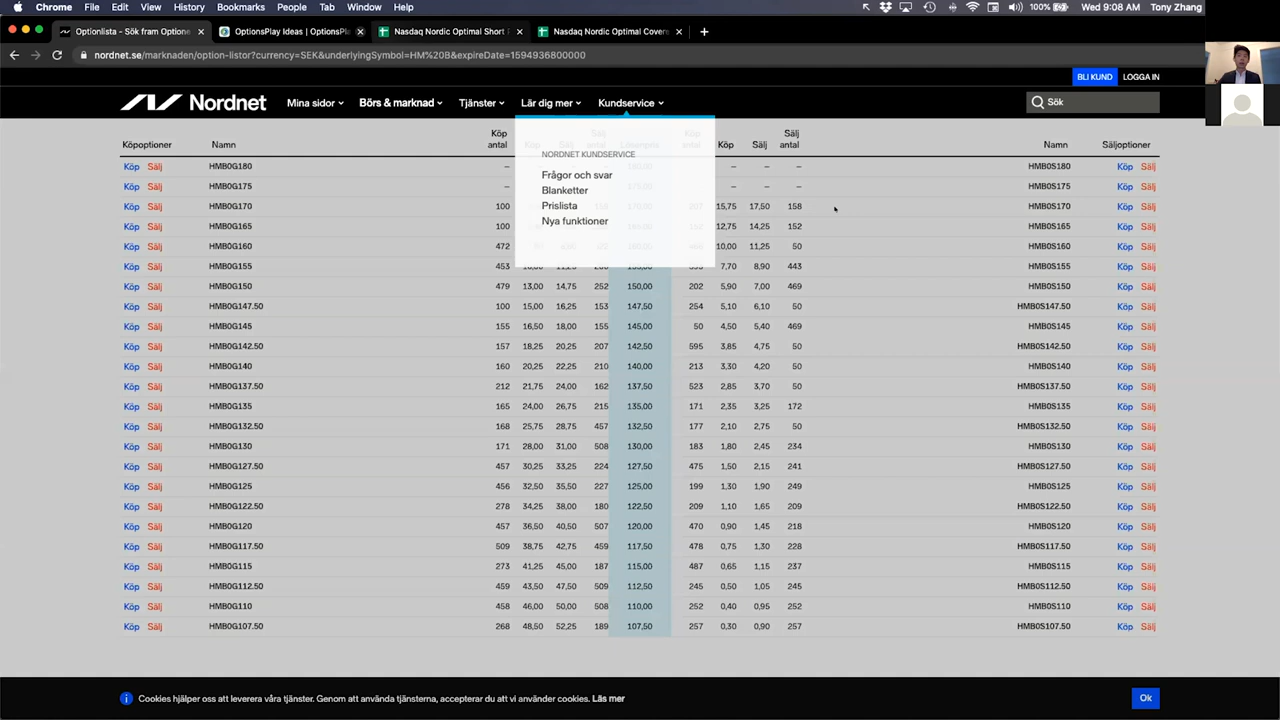 Chrome File Edit View History Bookmarks People Tab Window Help 100% Wed 9:08 AM Tony Zhang
Optionlista - Sök fram Optione OptionsPlay Ideas | OptionsPl Nasdaq Nordic Optimal Short Nasdaq Nordic Optimal Covere
nordnet.se/marknaden/option-listor?currency=SEK&underlyingSymbol=HM%20B&expireDate=1594936800000
BLI KUND LOGGA IN
Nordnet Mina sidor Börs & marknad Tjänster Lär dig mer Kundservice Sök
Köpoptioner Namn Köp antal Köp Sälj Sälj antal Lösenpris Köp antal Köp Sälj Sälj antal Namn Säljoptioner
NORDNET KUNDSERVICE
Frågor och svar
Blanketter
Prislista
Nya funktioner
Köp Sälj HMB0G180 – – – HMB0S180 Köp Sälj
Köp Sälj HMB0G175 – – – HMB0S175 Köp Sälj
Köp Sälj HMB0G170 100 15,75 17,50 158 HMB0S170 Köp Sälj
Köp Sälj HMB0G165 100 12,75 14,25 152 HMB0S165 Köp Sälj
Köp Sälj HMB0G160 472 10,00 11,25 50 HMB0S160 Köp Sälj
Köp Sälj HMB0G155 453 7,70 8,90 443 HMB0S155 Köp Sälj
Köp Sälj HMB0G150 479 13,00 14,75 252 150,00 202 5,90 7,00 469 HMB0S150 Köp Sälj
Köp Sälj HMB0G147.50 100 15,00 16,25 153 147,50 254 5,10 6,10 50 HMB0S147.50 Köp Sälj
Köp Sälj HMB0G145 155 16,50 18,00 155 145,00 50 4,50 5,40 469 HMB0S145 Köp Sälj
Köp Sälj HMB0G142.50 157 18,25 20,25 207 142,50 595 3,85 4,75 50 HMB0S142.50 Köp Sälj
Köp Sälj HMB0G140 160 20,25 22,25 210 140,00 213 3,30 4,20 50 HMB0S140 Köp Sälj
Köp Sälj HMB0G137.50 212 21,75 24,00 162 137,50 523 2,85 3,70 50 HMB0S137.50 Köp Sälj
Köp Sälj HMB0G135 165 24,00 26,75 215 135,00 171 2,35 3,25 172 HMB0S135 Köp Sälj
Köp Sälj HMB0G132.50 168 25,75 28,75 457 132,50 177 2,10 2,75 50 HMB0S132.50 Köp Sälj
Köp Sälj HMB0G130 171 28,00 31,00 508 130,00 183 1,80 2,45 234 HMB0S130 Köp Sälj
Köp Sälj HMB0G127.50 457 30,25 33,25 224 127,50 475 1,50 2,15 241 HMB0S127.50 Köp Sälj
Köp Sälj HMB0G125 456 32,50 35,50 227 125,00 199 1,30 1,90 249 HMB0S125 Köp Sälj
Köp Sälj HMB0G122.50 278 34,25 38,00 180 122,50 209 1,10 1,65 209 HMB0S122.50 Köp Sälj
Köp Sälj HMB0G120 457 36,50 40,50 507 120,00 470 0,90 1,45 218 HMB0S120 Köp Sälj
Köp Sälj HMB0G117.50 509 38,75 42,75 459 117,50 478 0,75 1,30 228 HMB0S117.50 Köp Sälj
Köp Sälj HMB0G115 273 41,25 45,00 187 115,00 487 0,65 1,15 237 HMB0S115 Köp Sälj
Köp Sälj HMB0G112.50 459 43,50 47,50 509 112,50 245 0,50 1,05 245 HMB0S112.50 Köp Sälj
Köp Sälj HMB0G110 458 46,00 50,00 508 110,00 252 0,40 0,95 252 HMB0S110 Köp Sälj
Köp Sälj HMB0G107.50 268 48,50 52,25 189 107,50 257 0,30 0,90 257 HMB0S107.50 Köp Sälj
Cookies hjälper oss att leverera våra tjänster. Genom att använda tjänsterna, accepterar du att vi använder cookies. Läs mer Ok